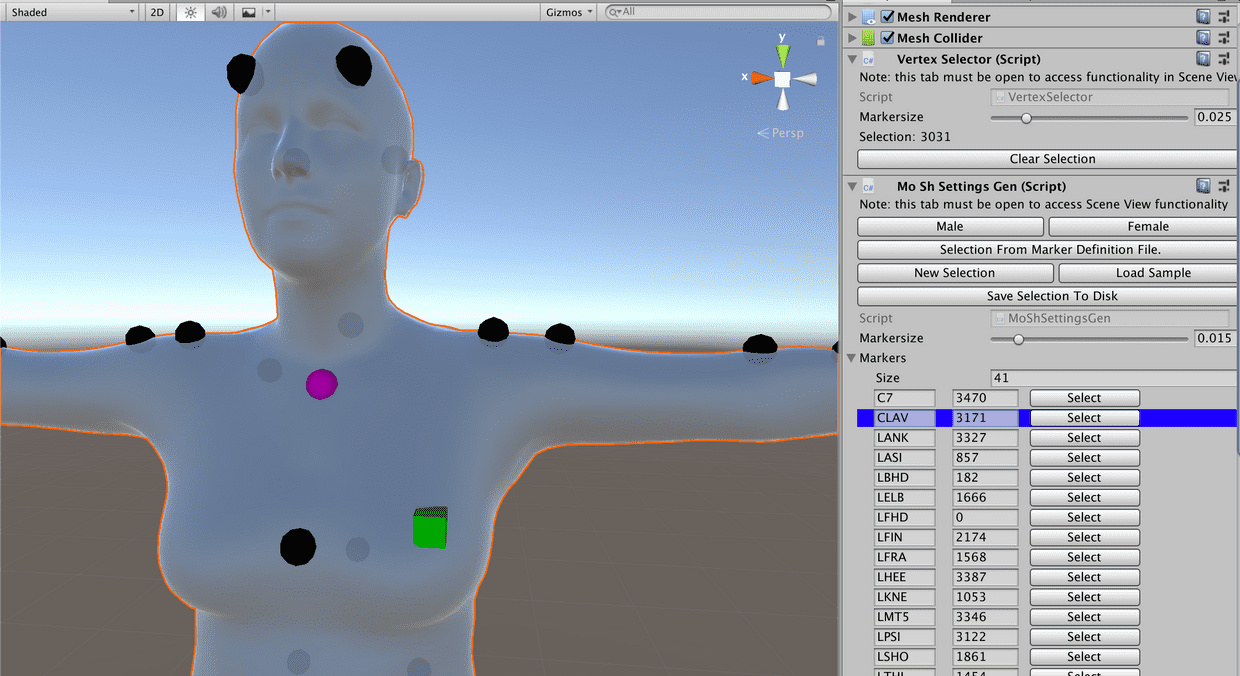 Shaded 2D Gizmos All
y
x
Persp
Mesh Renderer
Mesh Collider
C# Vertex Selector (Script)
Note: this tab must be open to access functionality in Scene View
Script VertexSelector
Markersize 0.025
Selection: 3031
Clear Selection
C# Mo Sh Settings Gen (Script)
Note: this tab must be open to access Scene View functionality
Male Female
Selection From Marker Definition File.
New Selection Load Sample
Save Selection To Disk
Script MoShSettingsGen
Markersize 0.015
Markers
Size 41
C7 3470 Select
CLAV 3171 Select
LANK 3327 Select
LASI 857 Select
LBHD 182 Select
LELB 1666 Select
LFHD 0 Select
LFIN 2174 Select
LFRA 1568 Select
LHEE 3387 Select
LKNE 1053 Select
LMT5 3346 Select
LPSI 3122 Select
LSHO 1861 Select
LTHI 1454 Select